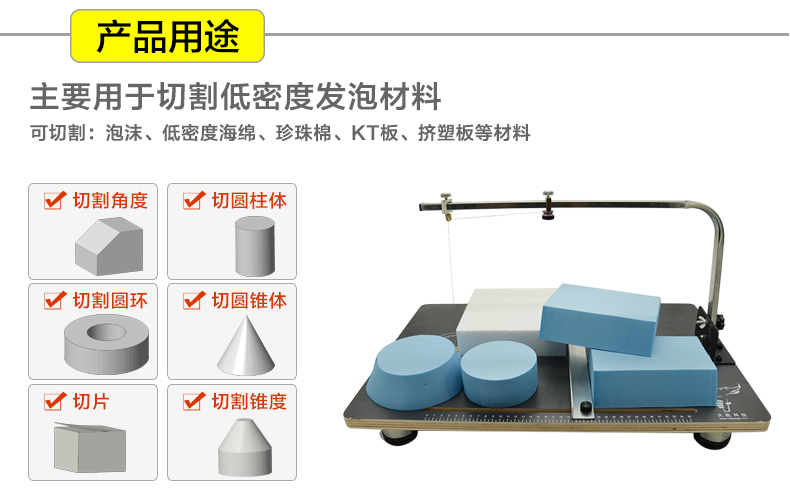 产品用途
主要用于切割低密度发泡材料
可切割：泡沫、低密度海绵、珍珠棉、KT板、挤塑板等材料
切割角度
切圆柱体
切割圆环
切圆锥体
切片
切割锥度